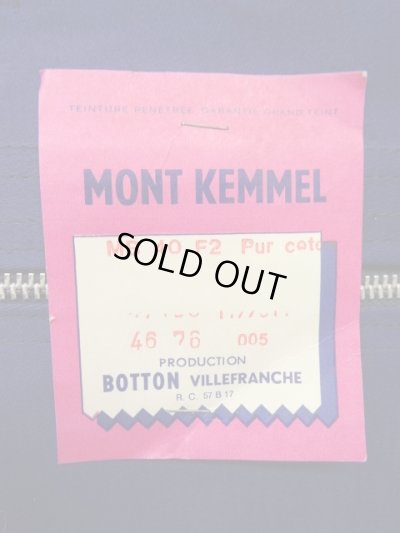 TEINTURE PENETREE GARANTIE GRAND TEINT
MONT KEMMEL
F2 Pur coto
SOLD OUT
46 76 005
PRODUCTION
BOTTON VILLEFRANCHE
R. C. 57 B 17